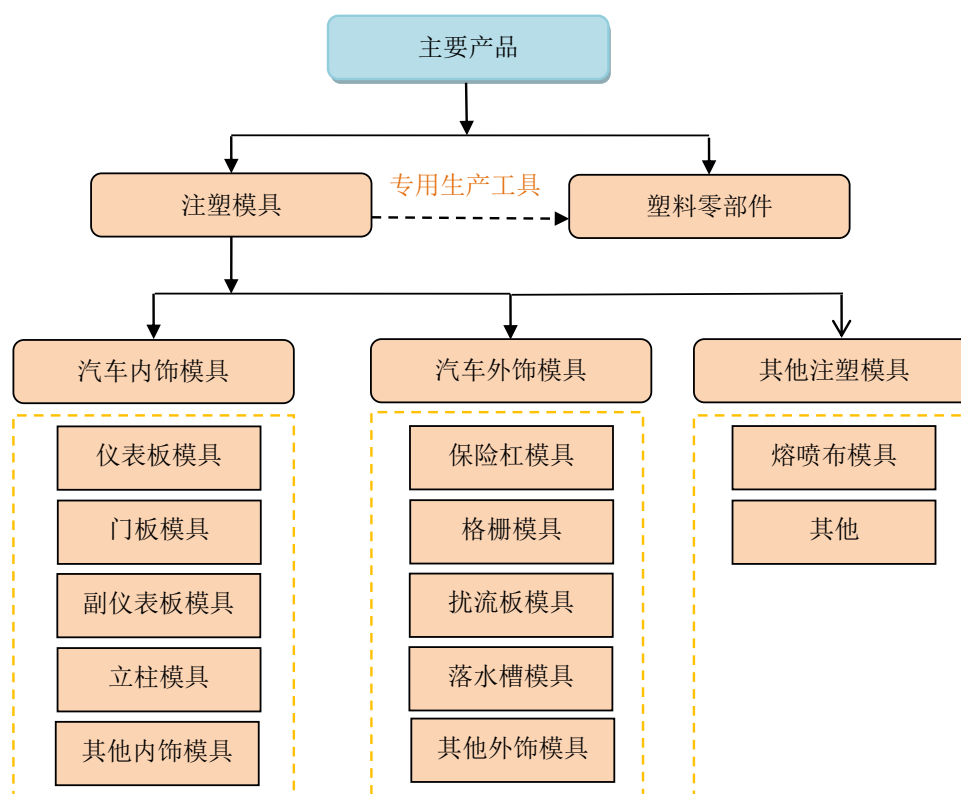 主要产品
注塑模具
专用生产工具
塑料零部件
汽车内饰模具
汽车外饰模具
其他注塑模具
仪表板模具
门板模具
副仪表板模具
立柱模具
其他内饰模具
保险杠模具
格栅模具
扰流板模具
落水槽模具
其他外饰模具
熔喷布模具
其他